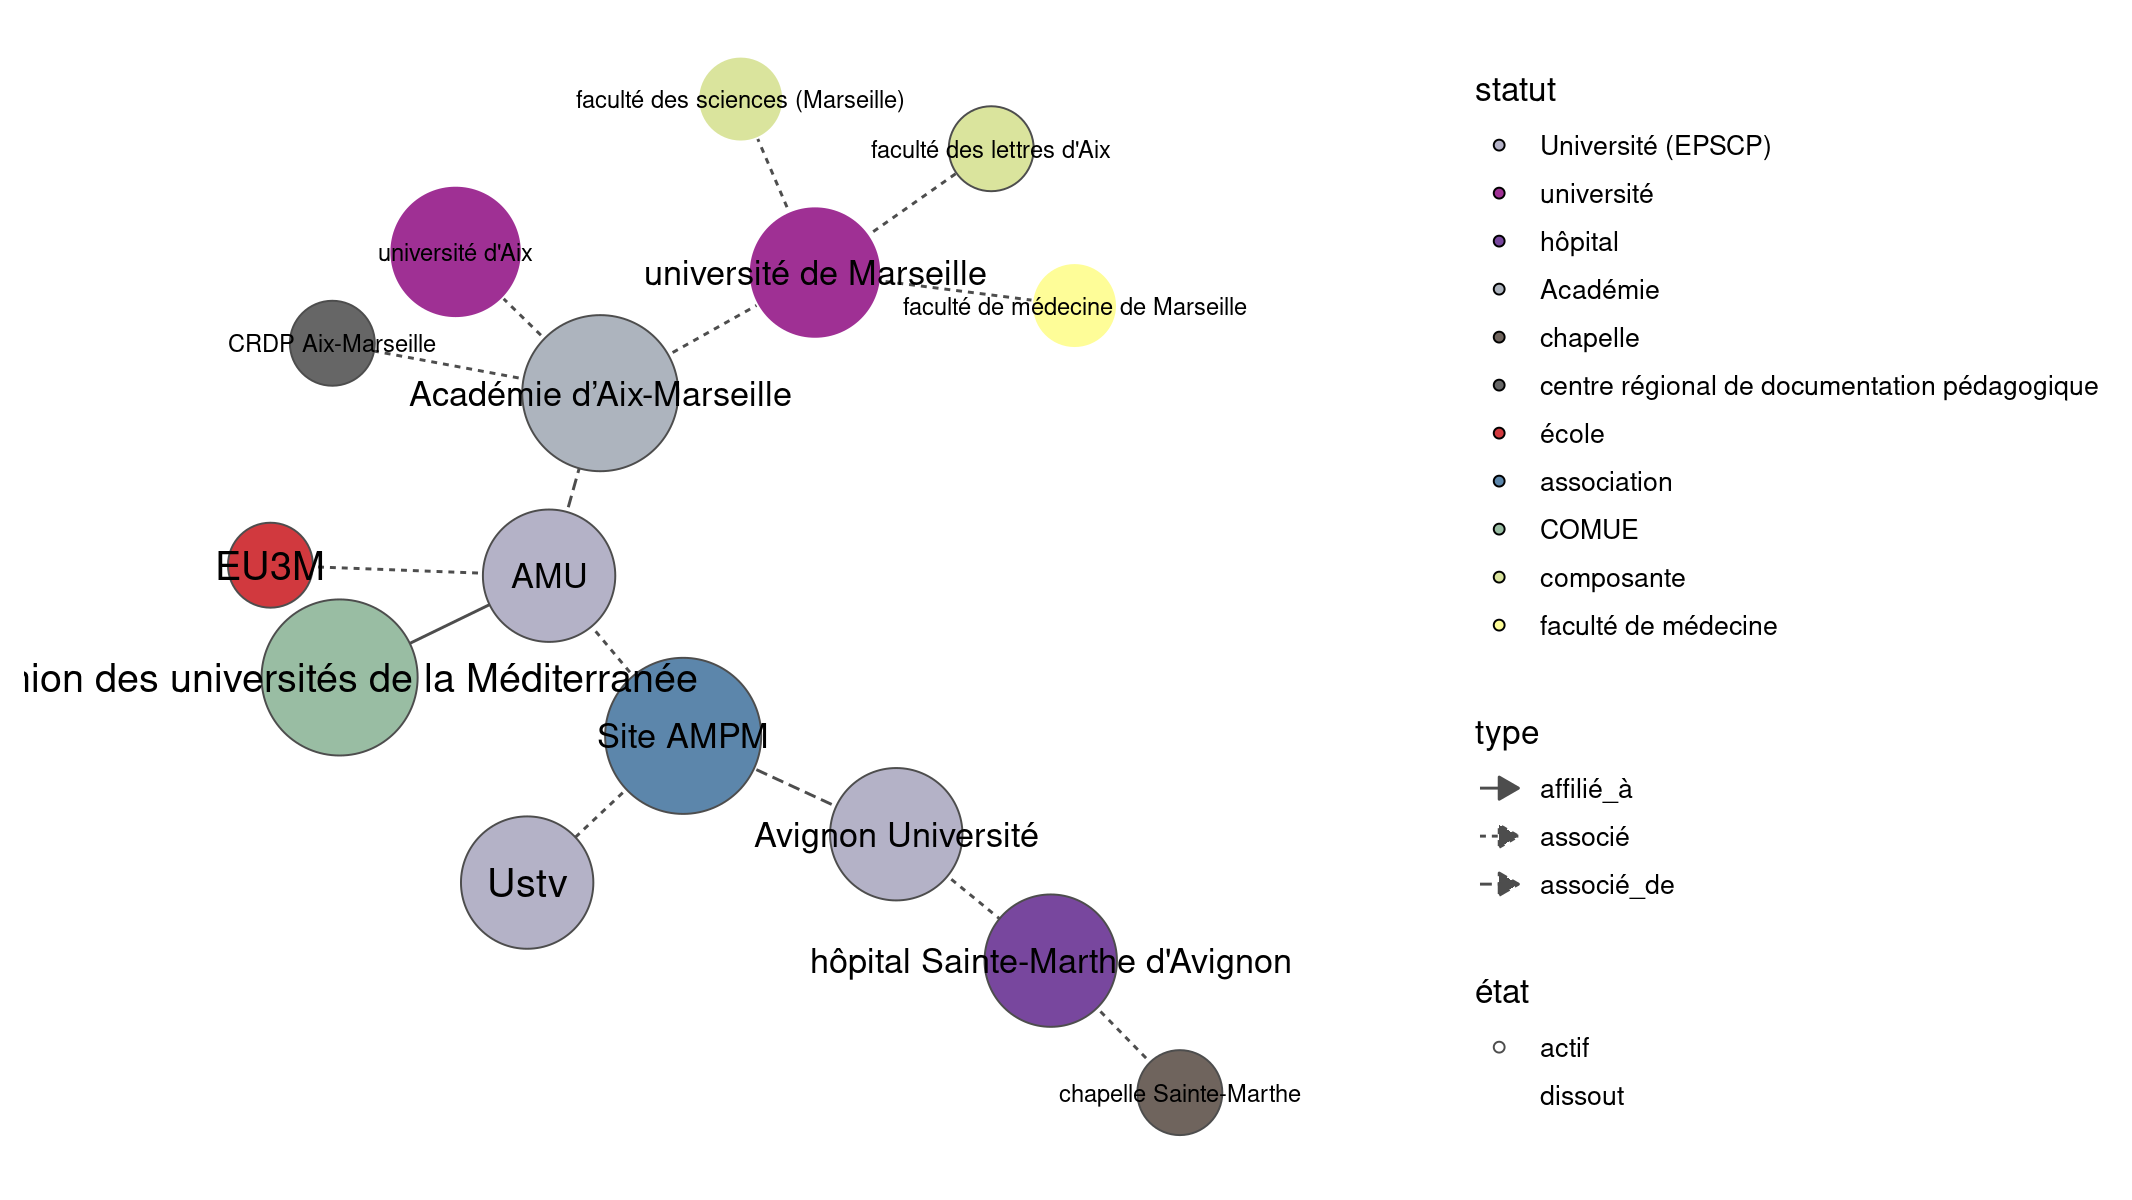 faculté des sciences (Marseille)
faculté des lettres d'Aix
université d'Aix
université de Marseille
faculté de médecine de Marseille
CRDP Aix-Marseille
Académie d’Aix-Marseille
EU3M
AMU
des universités de la Méditerranée
Site AMPM
Avignon Université
Ustv
hôpital Sainte-Marthe d'Avignon
chapelle Sainte-Marthe
statut
Université (EPSCP)
université
hôpital
Académie
chapelle
centre régional de documentation pédagogique
école
association
COMUE
composante
faculté de médecine
type
affilié_à
associé
associé_de
état
actif
dissout